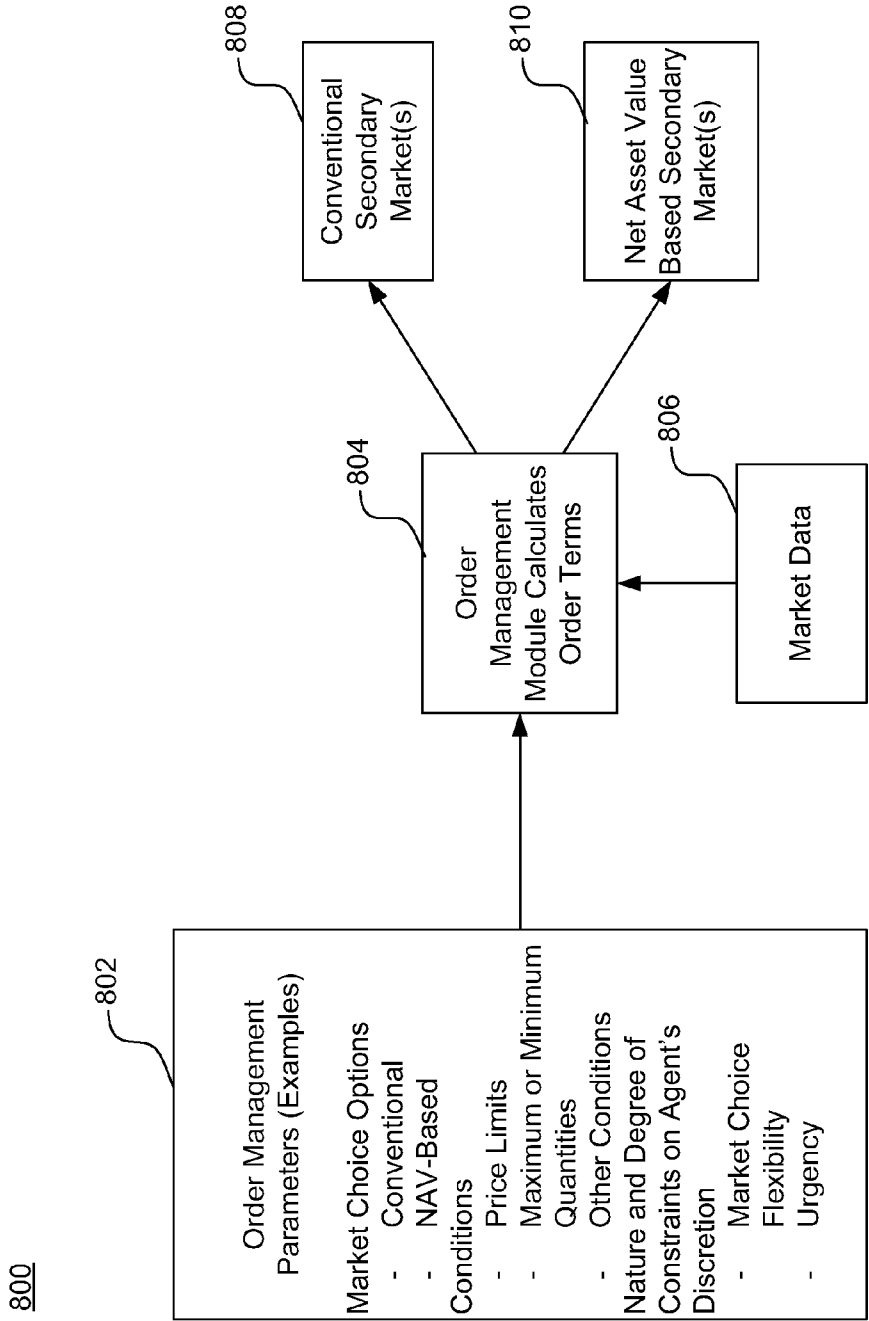 800
802
Order Management
Parameters (Examples)
Market Choice Options
- Conventional
- NAV-Based
Conditions
- Price Limits
- Maximum or Minimum
Quantities
- Other Conditions
Nature and Degree of
Constraints on Agent's
Discretion
- Market Choice
Flexibility
- Urgency
804
Order
Management
Module Calculates
Order Terms
806
Market Data
808
Conventional
Secondary
Market(s)
810
Net Asset Value
Based Secondary
Market(s)